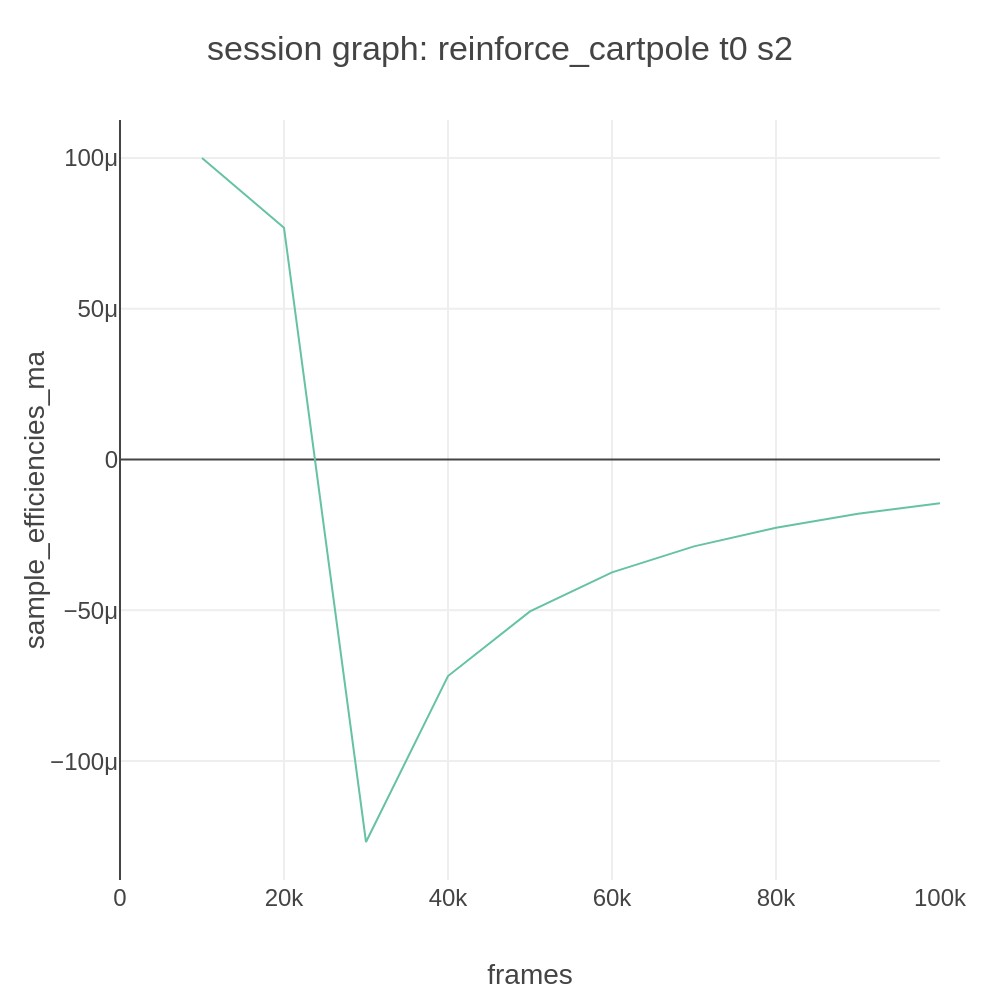 session graph: reinforce_cartpole t0 s2
sample_efficiencies_ma
100μ
50μ
0
−50μ
−100μ
0
20k
40k
60k
80k
100k
frames